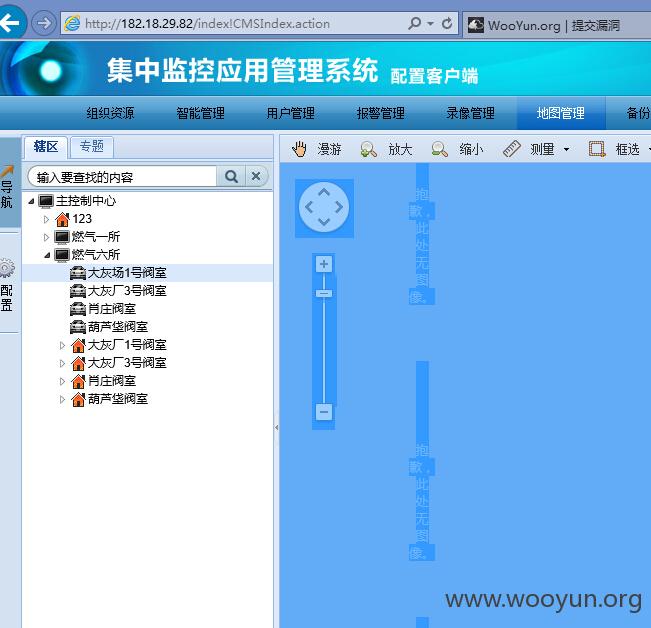 http://182.18.29.82/index!CMSIndex.action
WooYun.org | 提交漏洞
集中监控应用管理系统 配置客户端
组织资源 智能管理 用户管理 报警管理 录像管理 地图管理 备份
导航
配置
辖区 专题
漫游 放大 缩小 测量 框选
输入要查找的内容
主控制中心
123
燃气一所
燃气六所
大灰场1号阀室
大灰厂3号阀室
肖庄阀室
葫芦垡阀室
大灰厂1号阀室
大灰厂3号阀室
肖庄阀室
葫芦垡阀室
抱歉，此处无图像。
抱歉，此处无图像。
www.wooyun.org